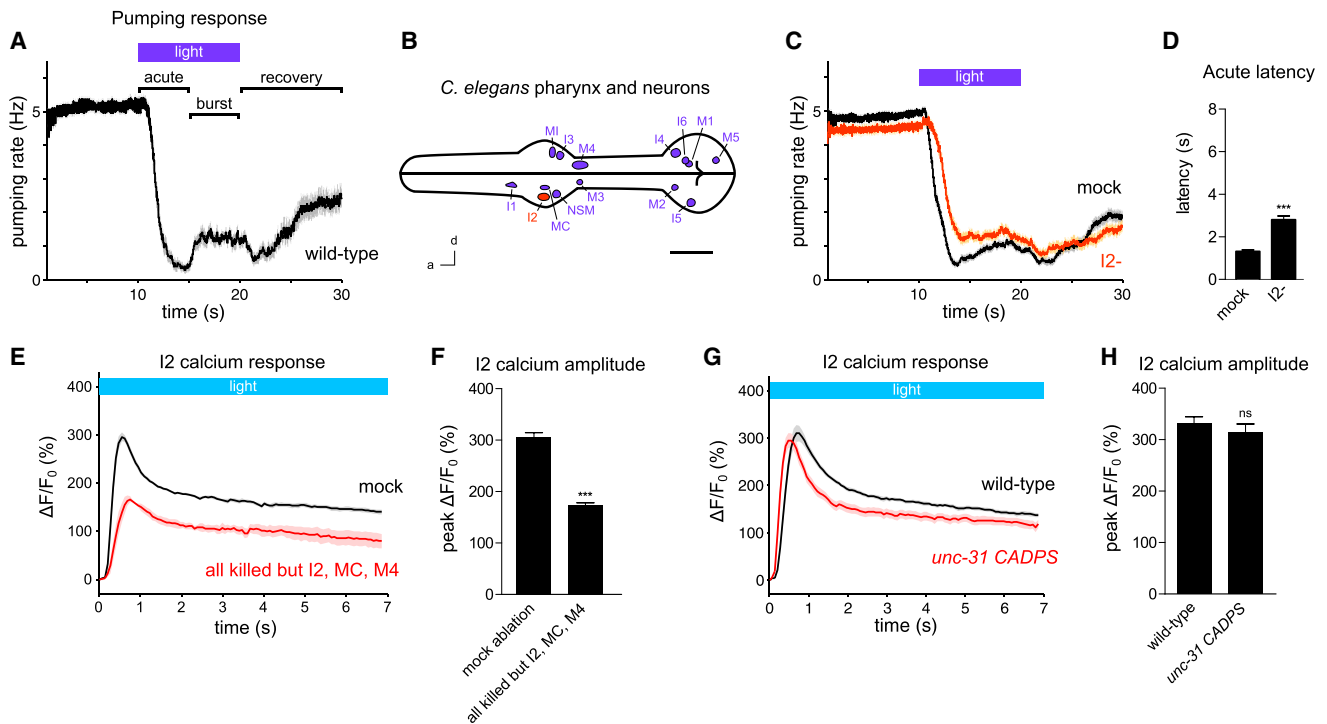 A
Pumping response
light
acute
recovery
burst
pumping rate (Hz)
5
0
wild-type
10
20
30
time (s)
B
C. elegans pharynx and neurons
MI
I3
M4
I4
I6
M1
M5
I1
I2
MC
NSM
M3
M2
I5
d
a
C
light
pumping rate (Hz)
5
0
mock
I2-
10
20
30
time (s)
D
Acute latency
latency (s)
8
6
4
2
0
***
mock
I2-
E
I2 calcium response
light
ΔF/F0 (%)
400
300
200
100
0
mock
all killed but I2, MC, M4
0 1 2 3 4 5 6 7
time (s)
F
I2 calcium amplitude
peak ΔF/F0 (%)
400
300
200
100
0
***
mock ablation
all killed but I2, MC, M4
G
I2 calcium response
light
ΔF/F0 (%)
400
300
200
100
0
wild-type
unc-31 CADPS
0 1 2 3 4 5 6 7
time (s)
H
I2 calcium amplitude
peak ΔF/F0 (%)
400
300
200
100
0
ns
wild-type
unc-31 CADPS